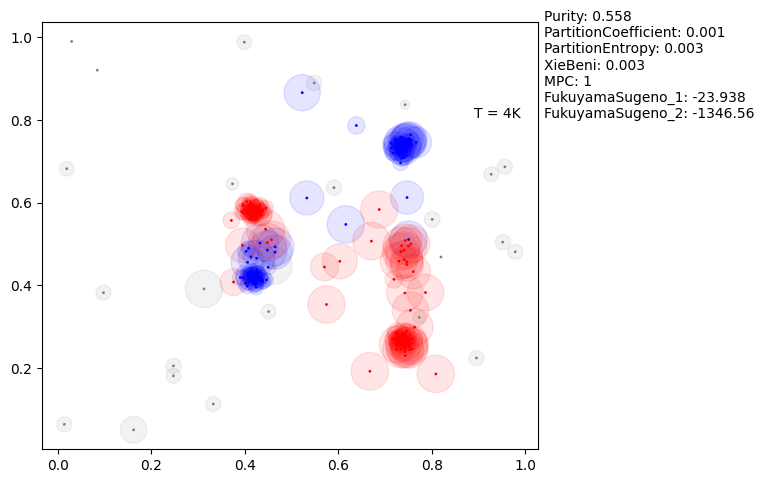 Purity: 0.558
PartitionCoefficient: 0.001
PartitionEntropy: 0.003
XieBeni: 0.003
MPC: 1
FukuyamaSugeno_1: -23.938
FukuyamaSugeno_2: -1346.56
T = 4K
1.0
0.8
0.6
0.4
0.2
0.0
0.2
0.4
0.6
0.8
1.0